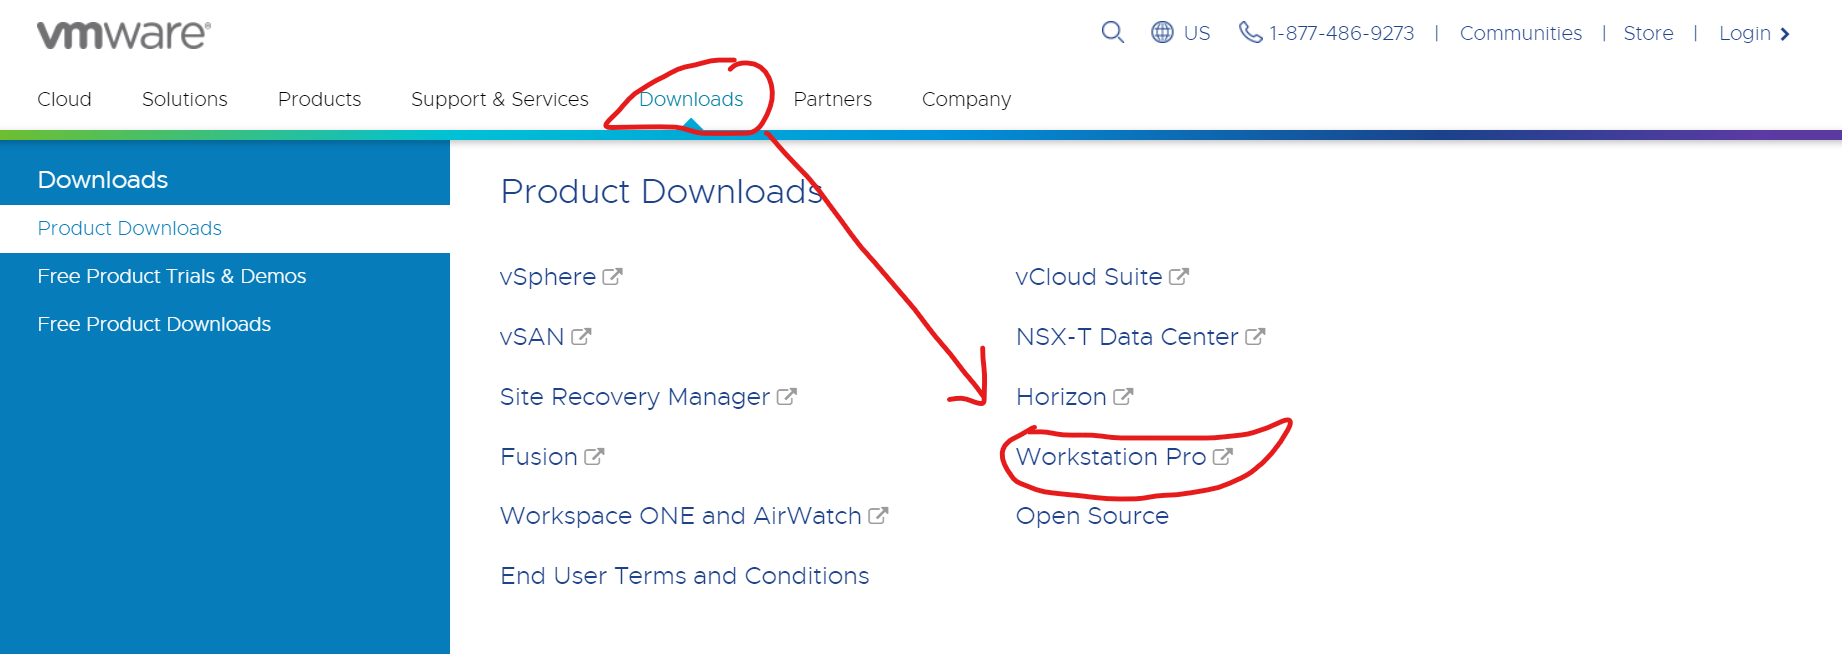 vmware®
US 1-877-486-9273 | Communities | Store | Login
Cloud Solutions Products Support & Services Downloads Partners Company
Downloads
Product Downloads
Free Product Trials & Demos
Free Product Downloads
Product Downloads
vSphere
vCloud Suite
vSAN
NSX-T Data Center
Site Recovery Manager
Horizon
Fusion
Workstation Pro
Workspace ONE and AirWatch
Open Source
End User Terms and Conditions